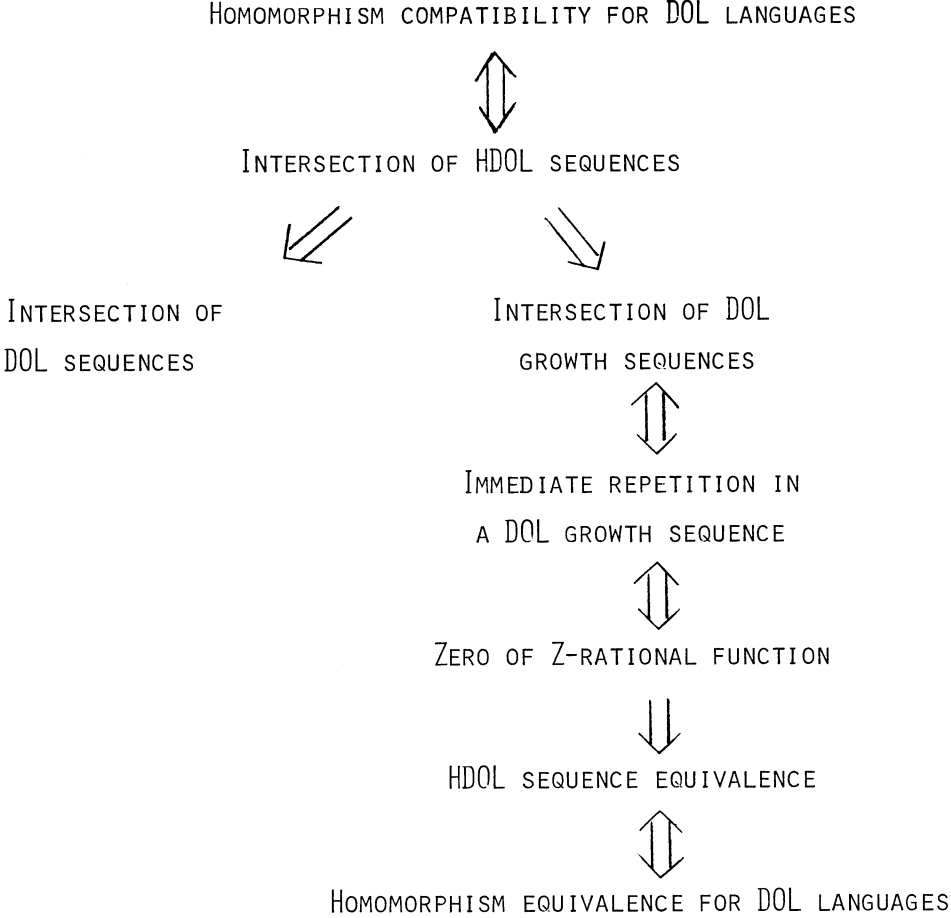 HOMOMORPHISM COMPATIBILITY FOR DOL LANGUAGES
INTERSECTION OF HDOL SEQUENCES
INTERSECTION OF
DOL SEQUENCES
INTERSECTION OF DOL
GROWTH SEQUENCES
IMMEDIATE REPETITION IN
A DOL GROWTH SEQUENCE
ZERO OF Z-RATIONAL FUNCTION
HDOL SEQUENCE EQUIVALENCE
HOMOMORPHISM EQUIVALENCE FOR DOL LANGUAGES